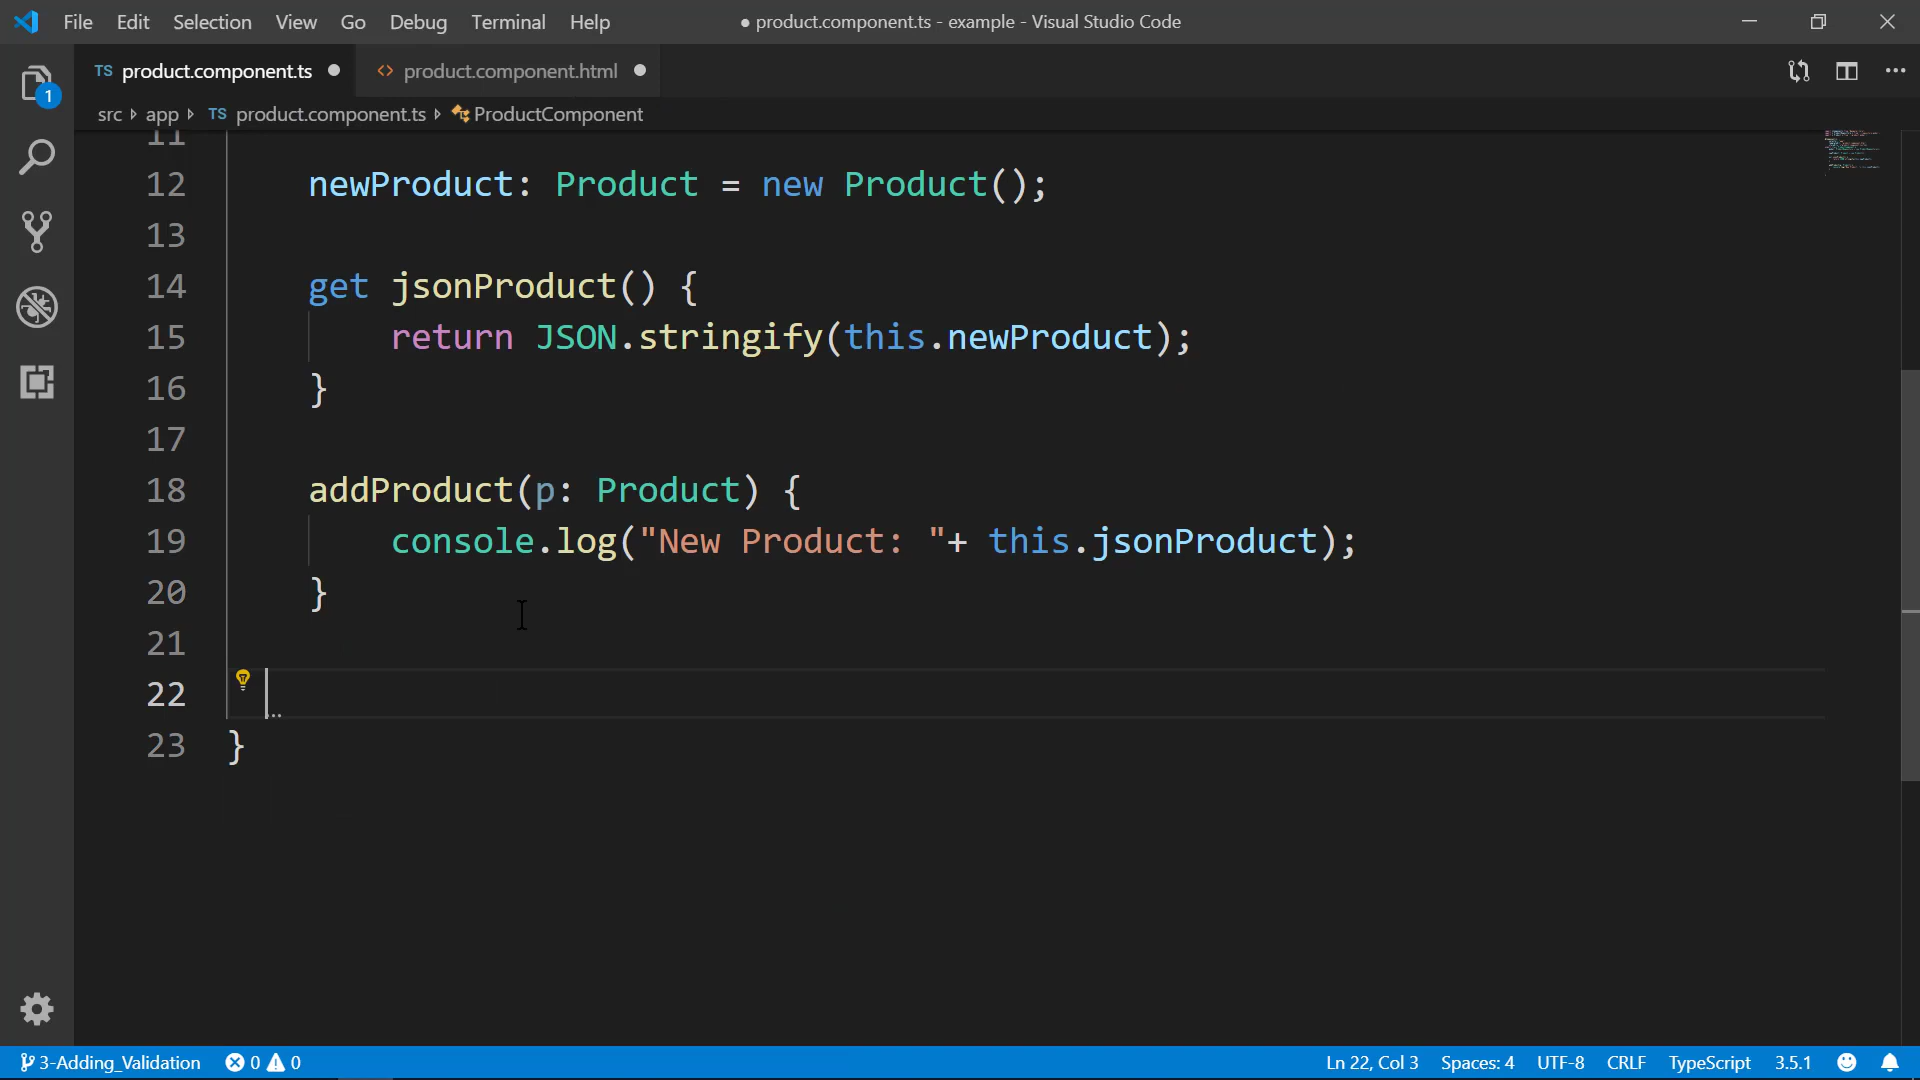 File Edit Selection View Go Debug Terminal Help ● product.component.ts - example - Visual Studio Code
TS product.component.ts ● <> product.component.html ●
1
src app TS product.component.ts ProductComponent
11
12 newProduct: Product = new Product();
13
14 get jsonProduct() {
15 return JSON.stringify(this.newProduct);
16 }
17
18 addProduct(p: Product) {
19 console.log("New Product: "+ this.jsonProduct);
20 }
21
22
23 }
3-Adding_Validation 0 0 Ln 22, Col 3 Spaces: 4 UTF-8 CRLF TypeScript 3.5.1